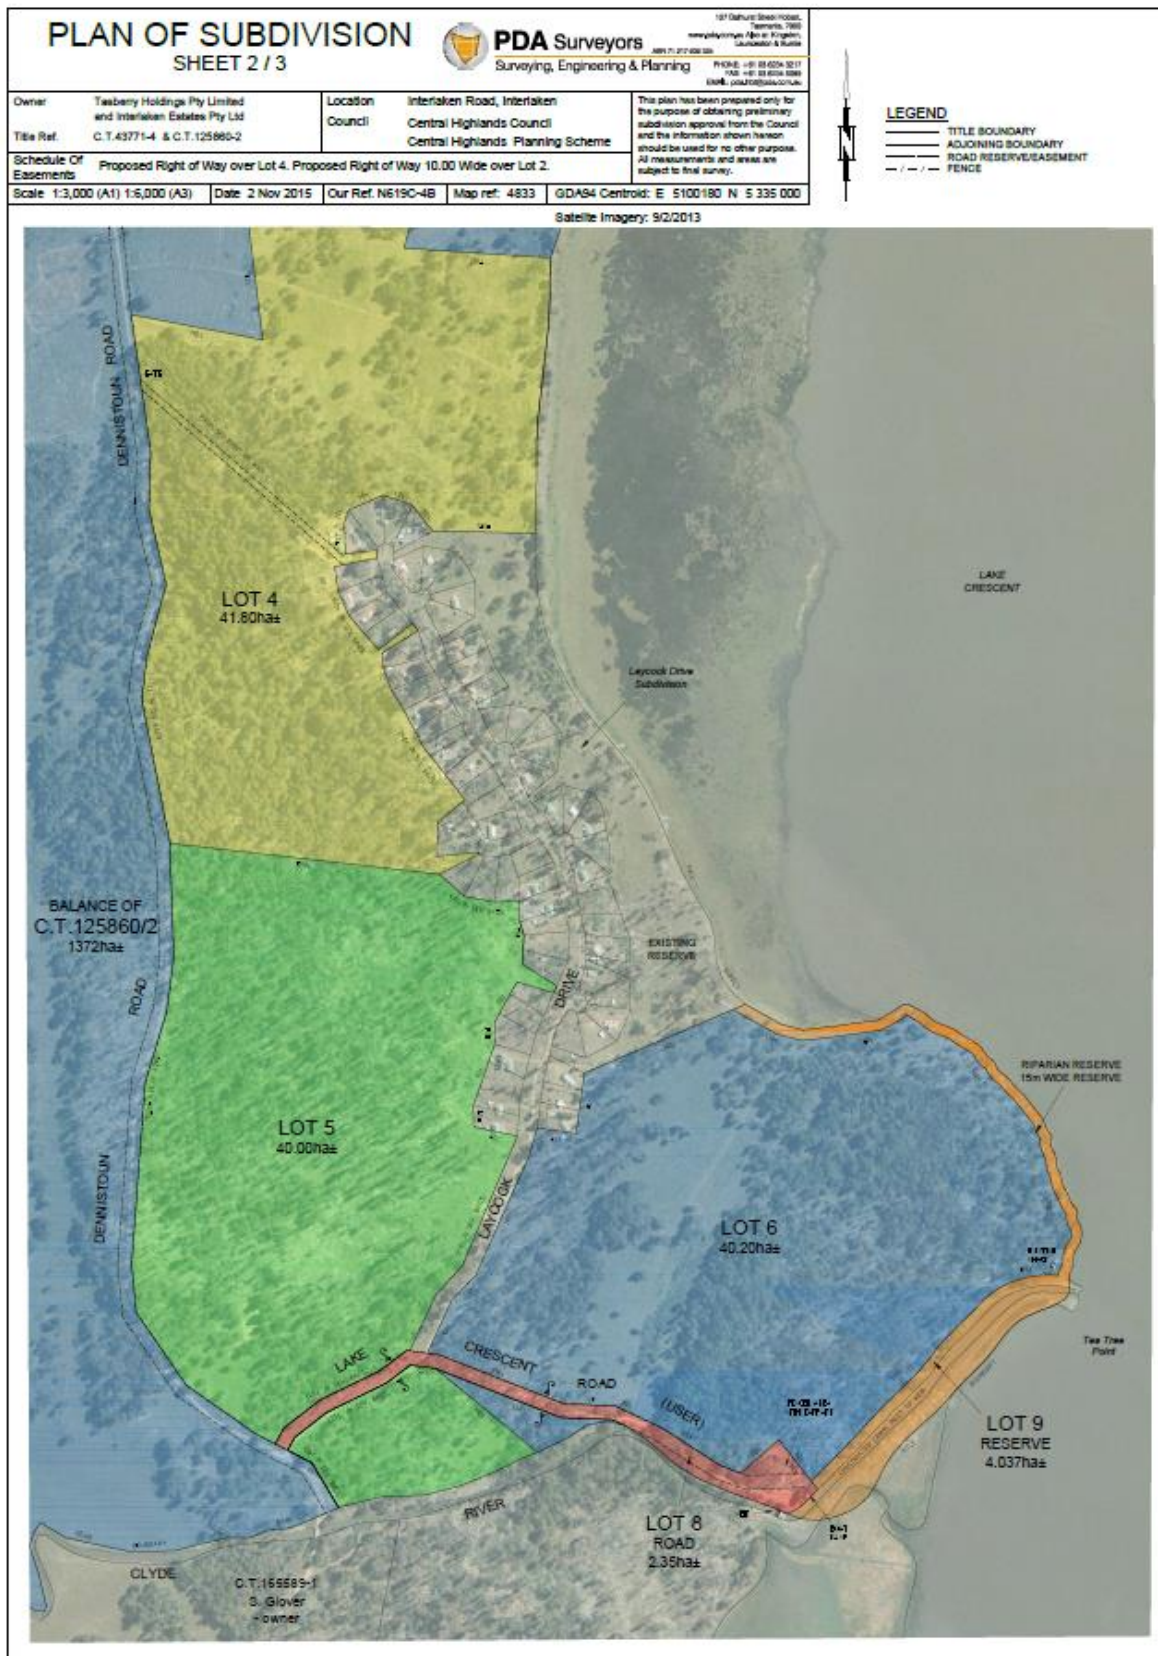 PLAN OF SUBDIVISION
SHEET 2 / 3
PDA Surveyors
Surveying, Engineering & Planning
Owner Tasberry Holdings Pty Limited
and Interlaken Estates Pty Ltd
Title Ref. C.T.43771-4 & C.T.125860-2
Location Interlaken Road, Interlaken
Council Central Highlands Council
Central Highlands Planning Scheme
This plan has been prepared only for
the purpose of obtaining preliminary
subdivision approval from the Council
and the information shown hereon
should be used for no other purpose.
All measurements and areas are
subject to final survey.
Schedule Of
Easements
Proposed Right of Way over Lot 4. Proposed Right of Way 10.00 Wide over Lot 2.
Scale 1:3,000 (A1) 1:6,000 (A3)
Date 2 Nov 2015
Our Ref. N619C-4B
Map ref: 4833
GDA94 Centroid: E 5100180 N 5 335 000
LEGEND
TITLE BOUNDARY
ADJOINING BOUNDARY
ROAD RESERVE/EASEMENT
FENCE
Satelite Imagery: 9/2/2013
DENNISTOUN ROAD
LOT 4
41.80ha±
LAKE
CRESCENT
Laycock Drive
Subdivision
BALANCE OF
C.T.125860/2
1372ha±
EXISTING
RESERVE
DRIVE
ROAD
RIPARIAN RESERVE
15m WIDE RESERVE
LOT 5
40.00ha±
DENNISTOUN
LAYCOCK
LOT 6
40.20ha±
Tea Tree
Point
LAKE
CRESCENT
ROAD
(USER)
LOT 9
RESERVE
4.037ha±
RIVER
LOT 8
ROAD
2.35ha±
CLYDE
C.T.155589-1
S. Glover
- owner